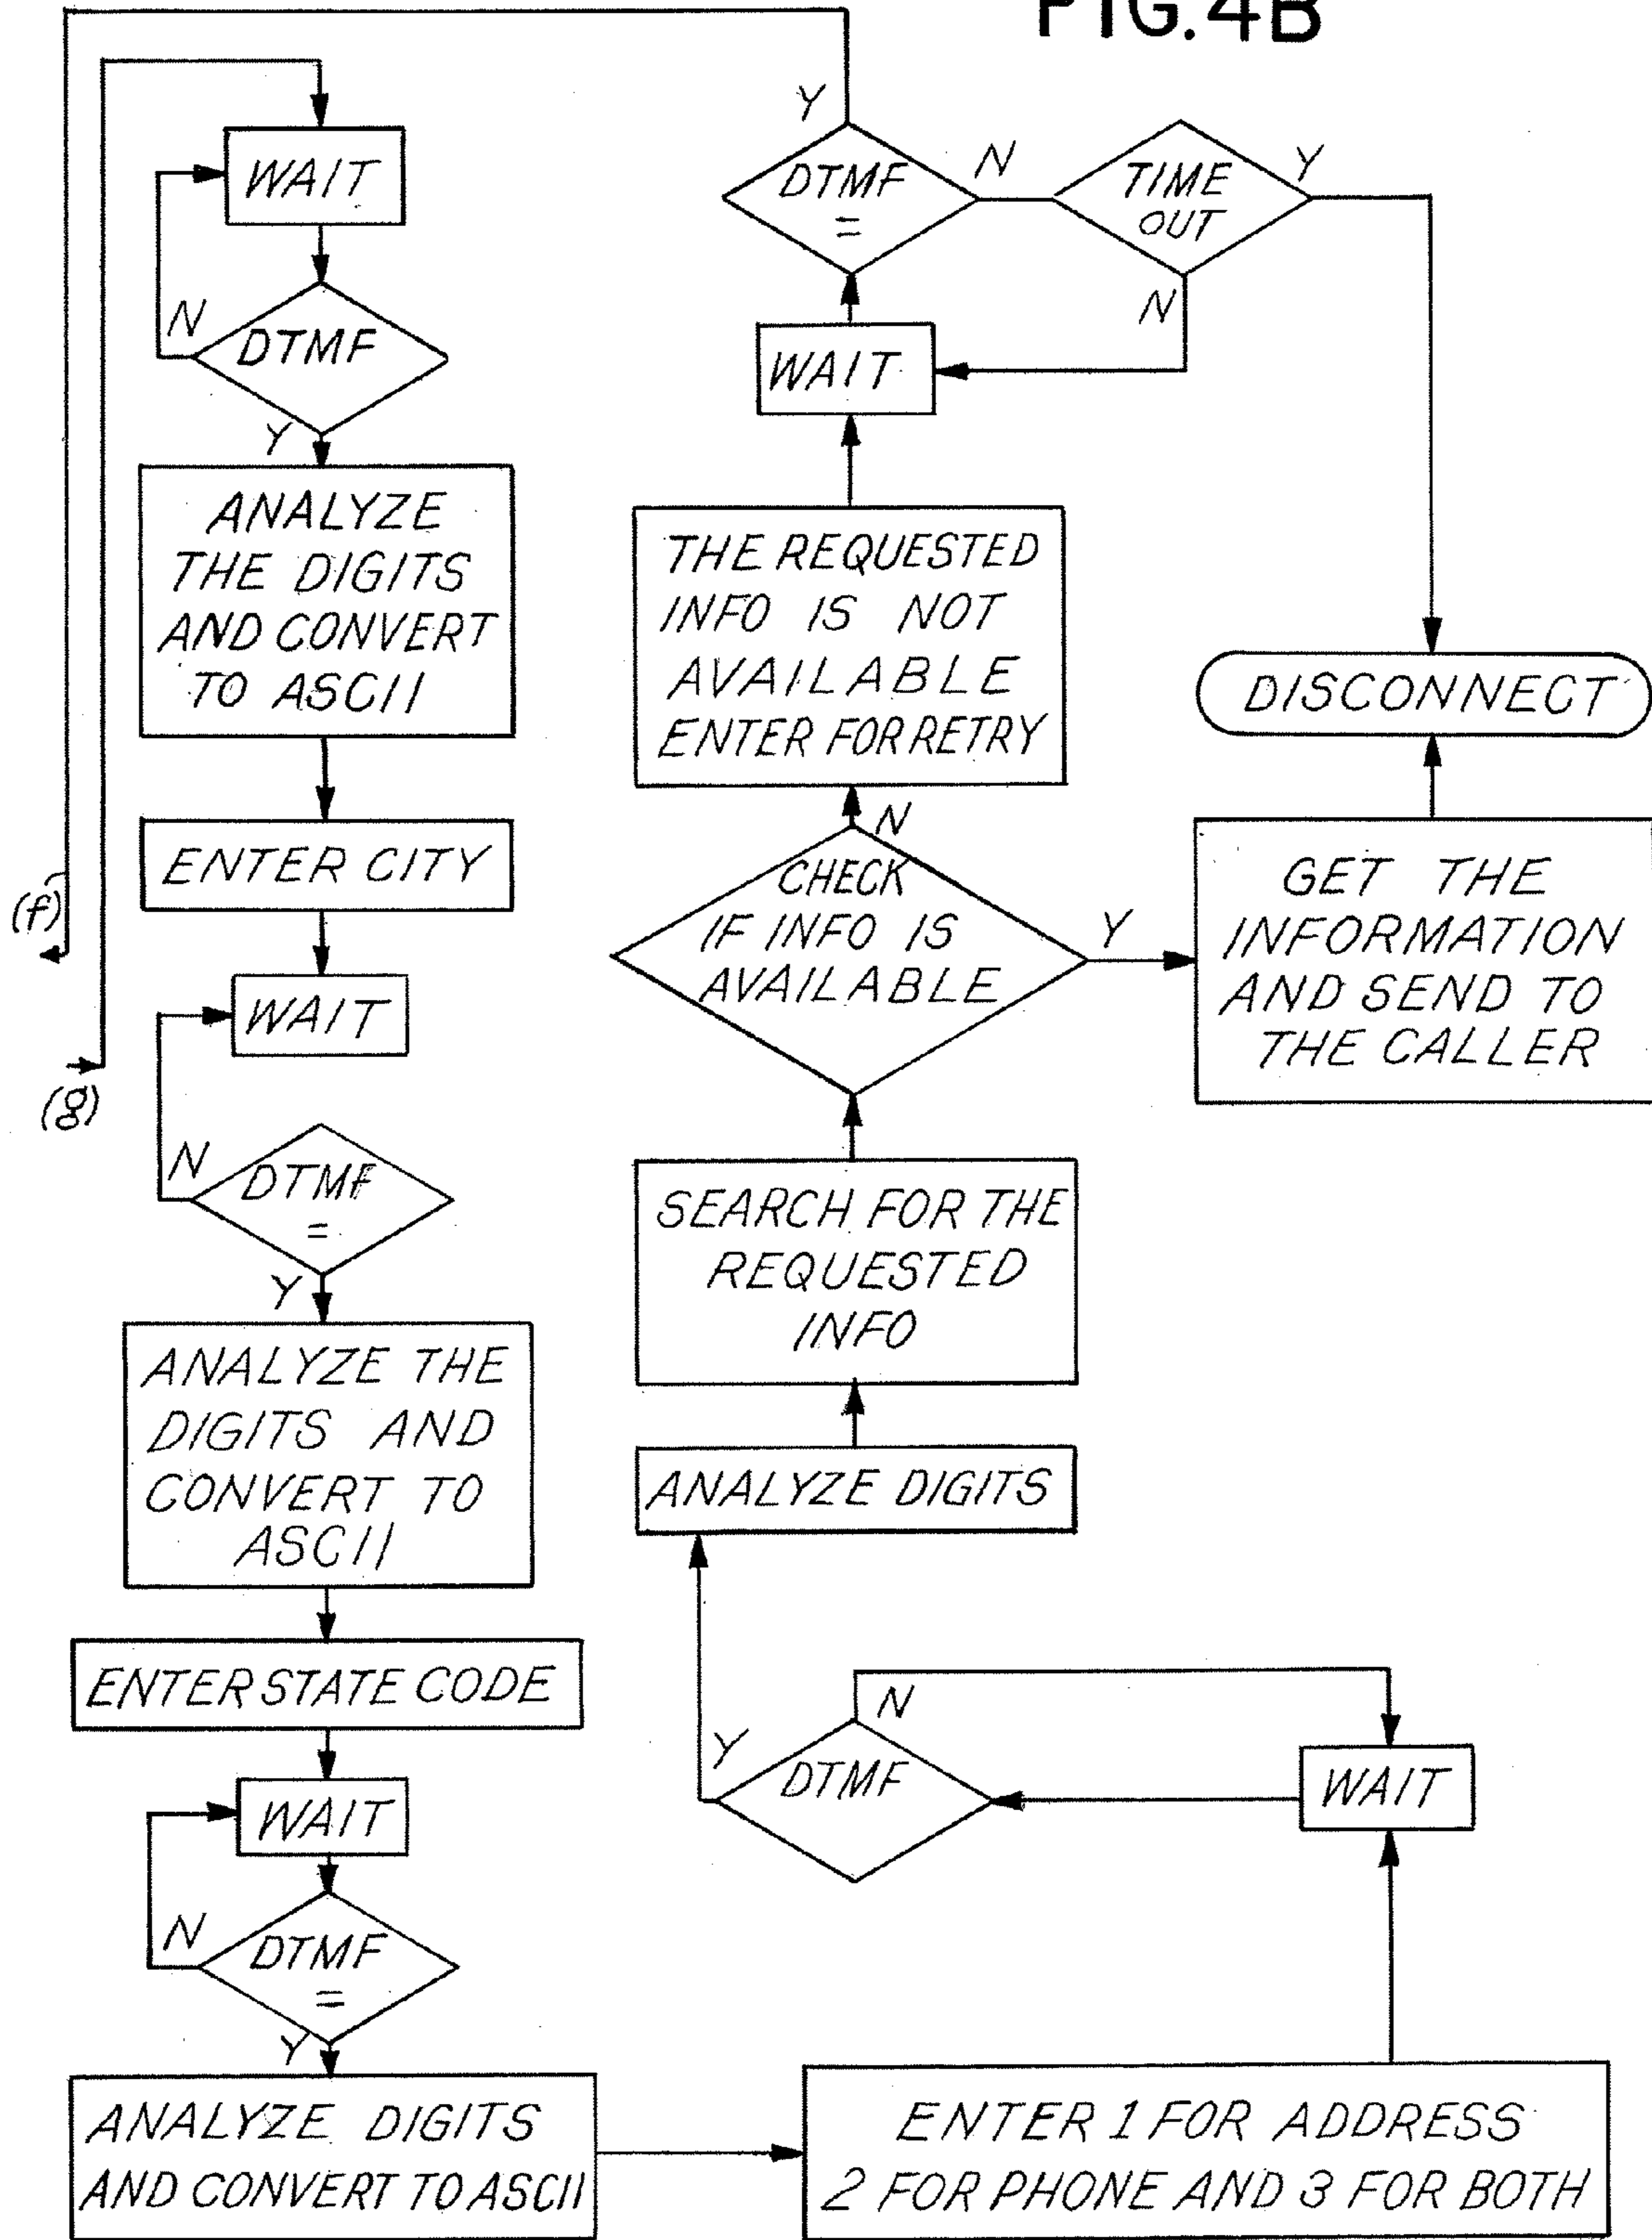 FIG. 4B
WAIT
N
DTMF
Y
ANALYZE
THE DIGITS
AND CONVERT
TO ASCII
ENTER CITY
(f)
WAIT
(g)
N
DTMF
=
Y
ANALYZE THE
DIGITS AND
CONVERT TO
ASCII
ENTER STATE CODE
WAIT
N
DTMF
=
Y
ANALYZE DIGITS
AND CONVERT TO ASCII
ENTER 1 FOR ADDRESS
2 FOR PHONE AND 3 FOR BOTH
WAIT
N
DTMF
Y
ANALYZE DIGITS
SEARCH FOR THE
REQUESTED
INFO
CHECK
IF INFO IS
AVAILABLE
Y
N
GET THE
INFORMATION
AND SEND TO
THE CALLER
THE REQUESTED
INFO IS NOT
AVAILABLE
ENTER FOR RETRY
WAIT
DTMF
=
Y
N
TIME
OUT
N
Y
DISCONNECT